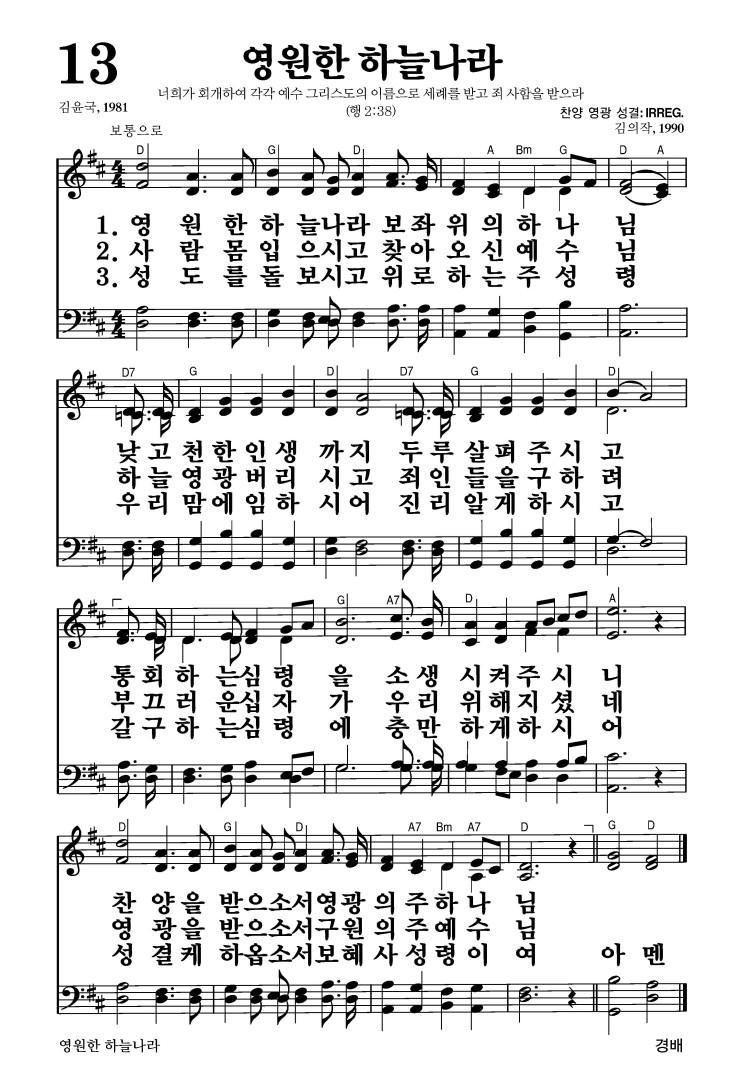 13
영원한 하늘나라
너희가 회개하여 각각 예수 그리스도의 이름으로 세례를 받고 죄 사함을 받으라
(행 2:38)
김윤국, 1981
찬양 영광 성결: IRREG.
김의작, 1990
보통으로
D G D A Bm G D A
1. 영 원 한 하 늘나라 보 좌 위 의 하 나 님
2. 사 람 몸 입 으시고 찾아 오 신 예 수 님
3. 성 도 를 돌 보시고 위로 하 는 주 성 령
D7 G D D7 G D
낮 고 천 한 인 생 까 지 두 루 살 펴 주 시 고
하 늘 영 광 버 리 시 고 죄 인 들 을 구 하 려
우 리 맘 에 임 하 시 어 진 리 알 게 하 시 고
G A7 D A
통 회 하 는 심 령 을 소 생 시 켜 주 시 니
부 끄 러 운 십 자 가 우 리 위 해 지 셨 네
갈 구 하 는 심 령 에 충 만 하 게 하 시 어
D G D A7 Bm A7 D G D
찬 양 을 받 으소서 영광 의 주 하 나 님
영 광 을 받 으소서 구원 의 주 예 수 님
성 결 케 하 옵소서 보혜 사 성 령 이 여 아 멘
영원한 하늘나라
경배